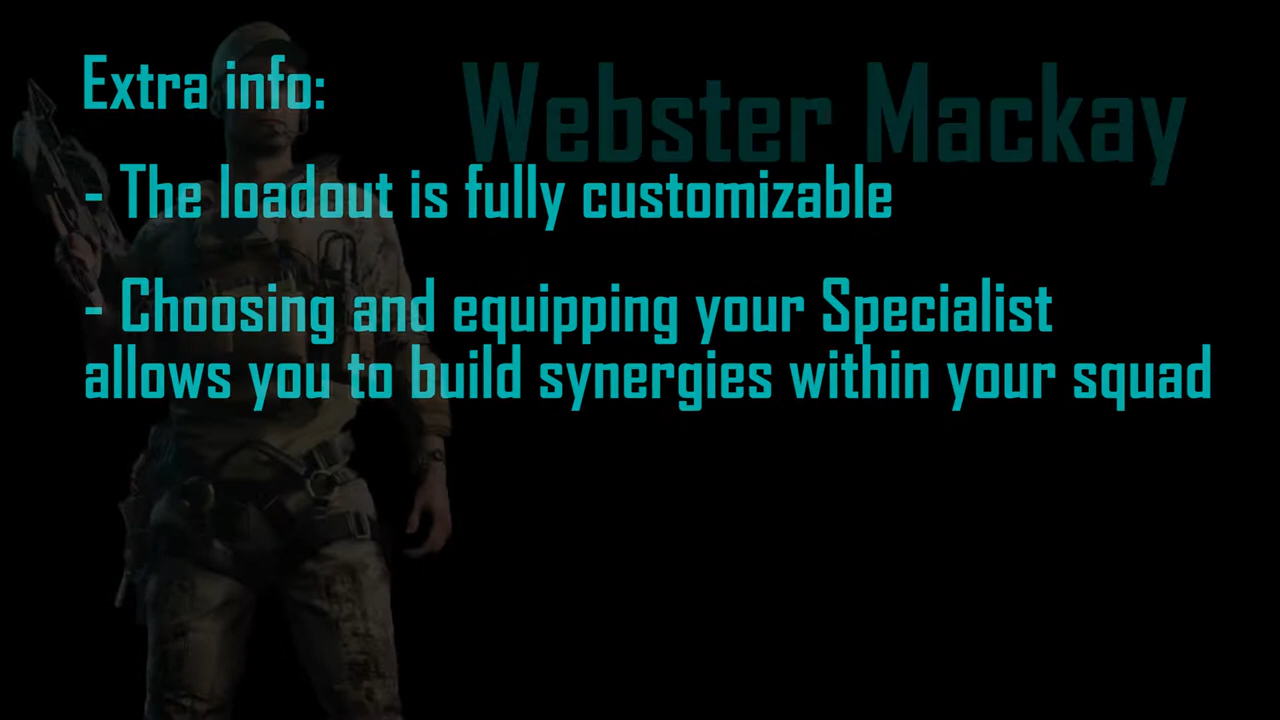 Extra info:
Webster Mackay
- The loadout is fully customizable
- Choosing and equipping your Specialist
allows you to build synergies within your squad